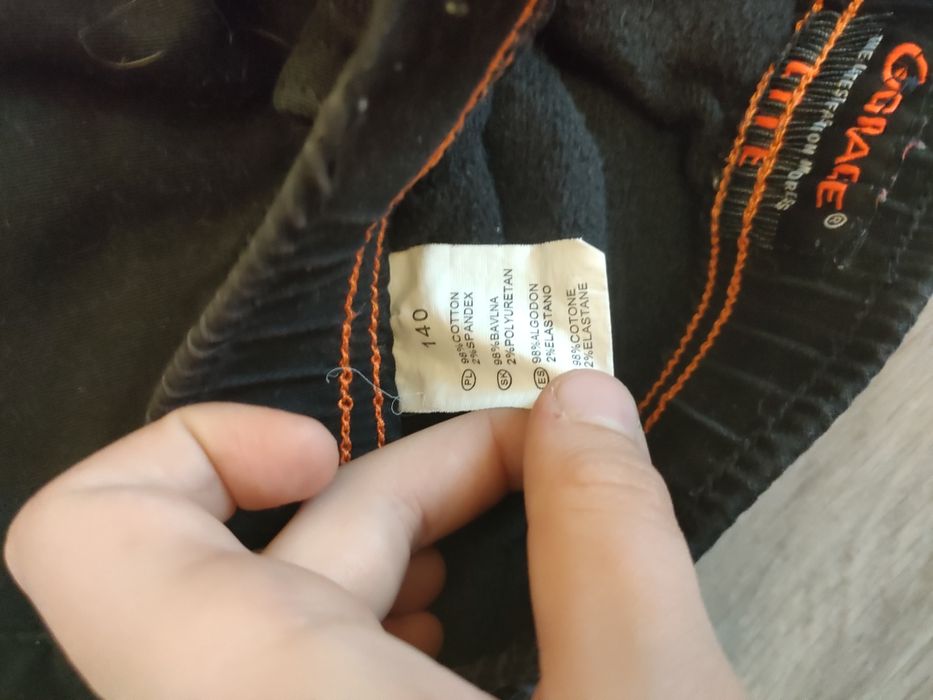 140
PL 98%COTTON
2%SPANDEX
SK 98%BAVLNA
2%POLYURETAN
ES 98%ALGODON
2%ELASTANO
98%COTONE
2%ELASTANE
GRACE ®